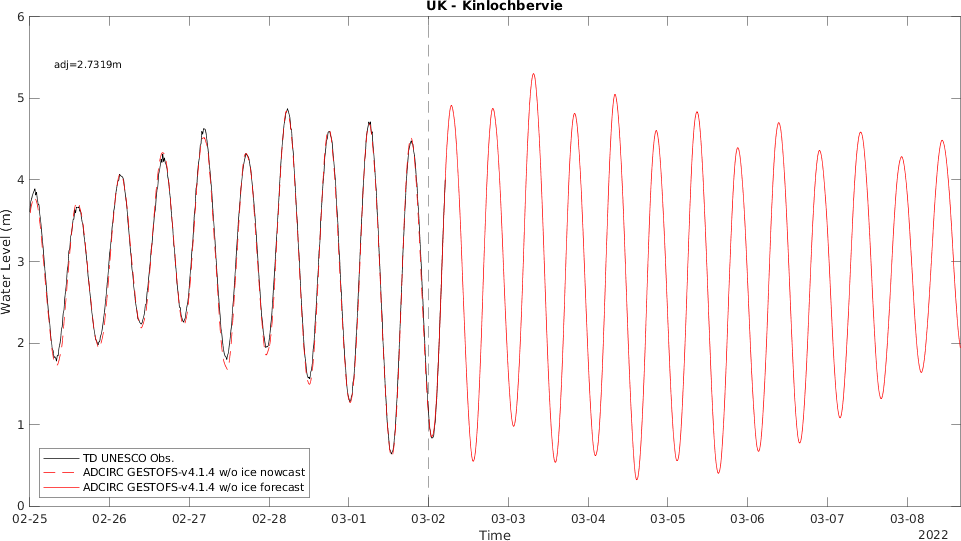 UK - Kinlochbervie
6
adj=2.7319m
5
4
3
2
1
0
Water Level (m)
TD UNESCO Obs.
ADCIRC GESTOFS-v4.1.4 w/o ice nowcast
ADCIRC GESTOFS-v4.1.4 w/o ice forecast
02-25 02-26 02-27 02-28 03-01 03-02 03-03 03-04 03-05 03-06 03-07 03-08
Time
2022